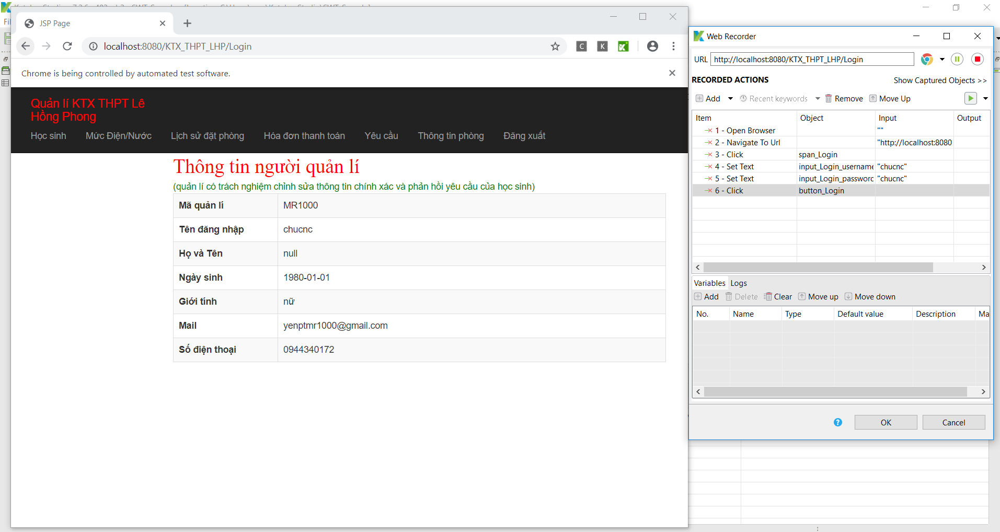 JSP Page
localhost:8080/KTX_THPT_LHP/Login
C K
Chrome is being controlled by automated test software.
Quản lí KTX THPT Lê
Hồng Phong
Học sinh Mức Điện/Nước Lịch sử đặt phòng Hóa đơn thanh toán Yêu cầu Thông tin phòng Đăng xuất
Thông tin người quản lí
(quản lí có trách nghiệm chỉnh sửa thông tin chính xác và phản hồi yêu cầu của học sinh)
Mã quản lí MR1000
Tên đăng nhập chucnc
Họ và Tên null
Ngày sinh 1980-01-01
Giới tính nữ
Mail yenptmr1000@gmail.com
Số điện thoại 0944340172
Web Recorder
URL http://localhost:8080/KTX_THPT_LHP/Login
RECORDED ACTIONS Show Captured Objects >>
Add Recent keywords Remove Move Up
Item Object Input Output
1 - Open Browser ""
2 - Navigate To Url "http://localhost:8080
3 - Click span_Login
4 - Set Text input_Login_username "chucnc"
5 - Set Text input_Login_password "chucnc"
6 - Click button_Login
Variables Logs
Add Delete Clear Move up Move down
No. Name Type Default value Description Ma
? OK Cancel